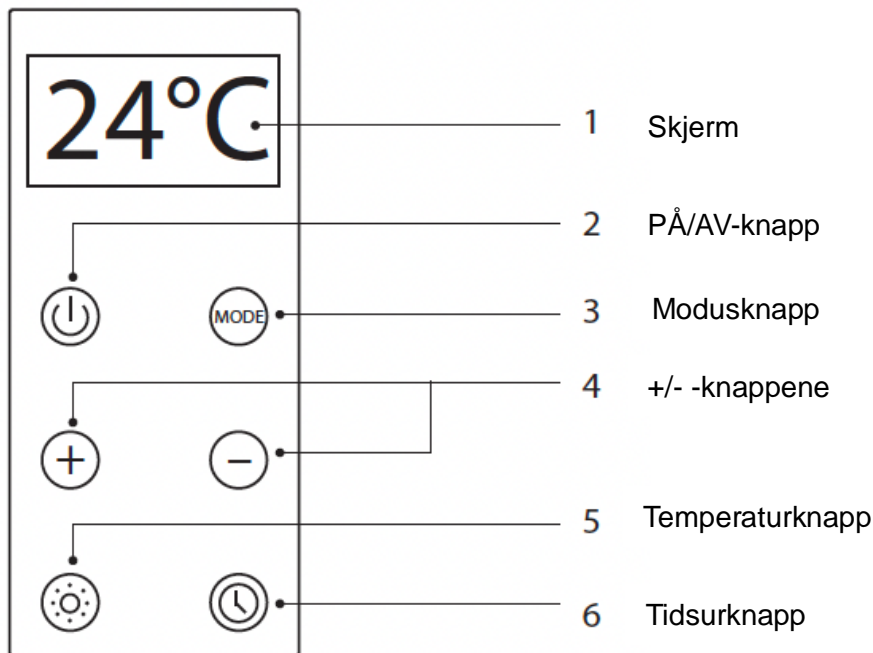 24°C
1 Skjerm
2 PÅ/AV-knapp
MODE
3 Modusknapp
4 +/- -knappene
+ −
5 Temperaturknapp
6 Tidsurknapp